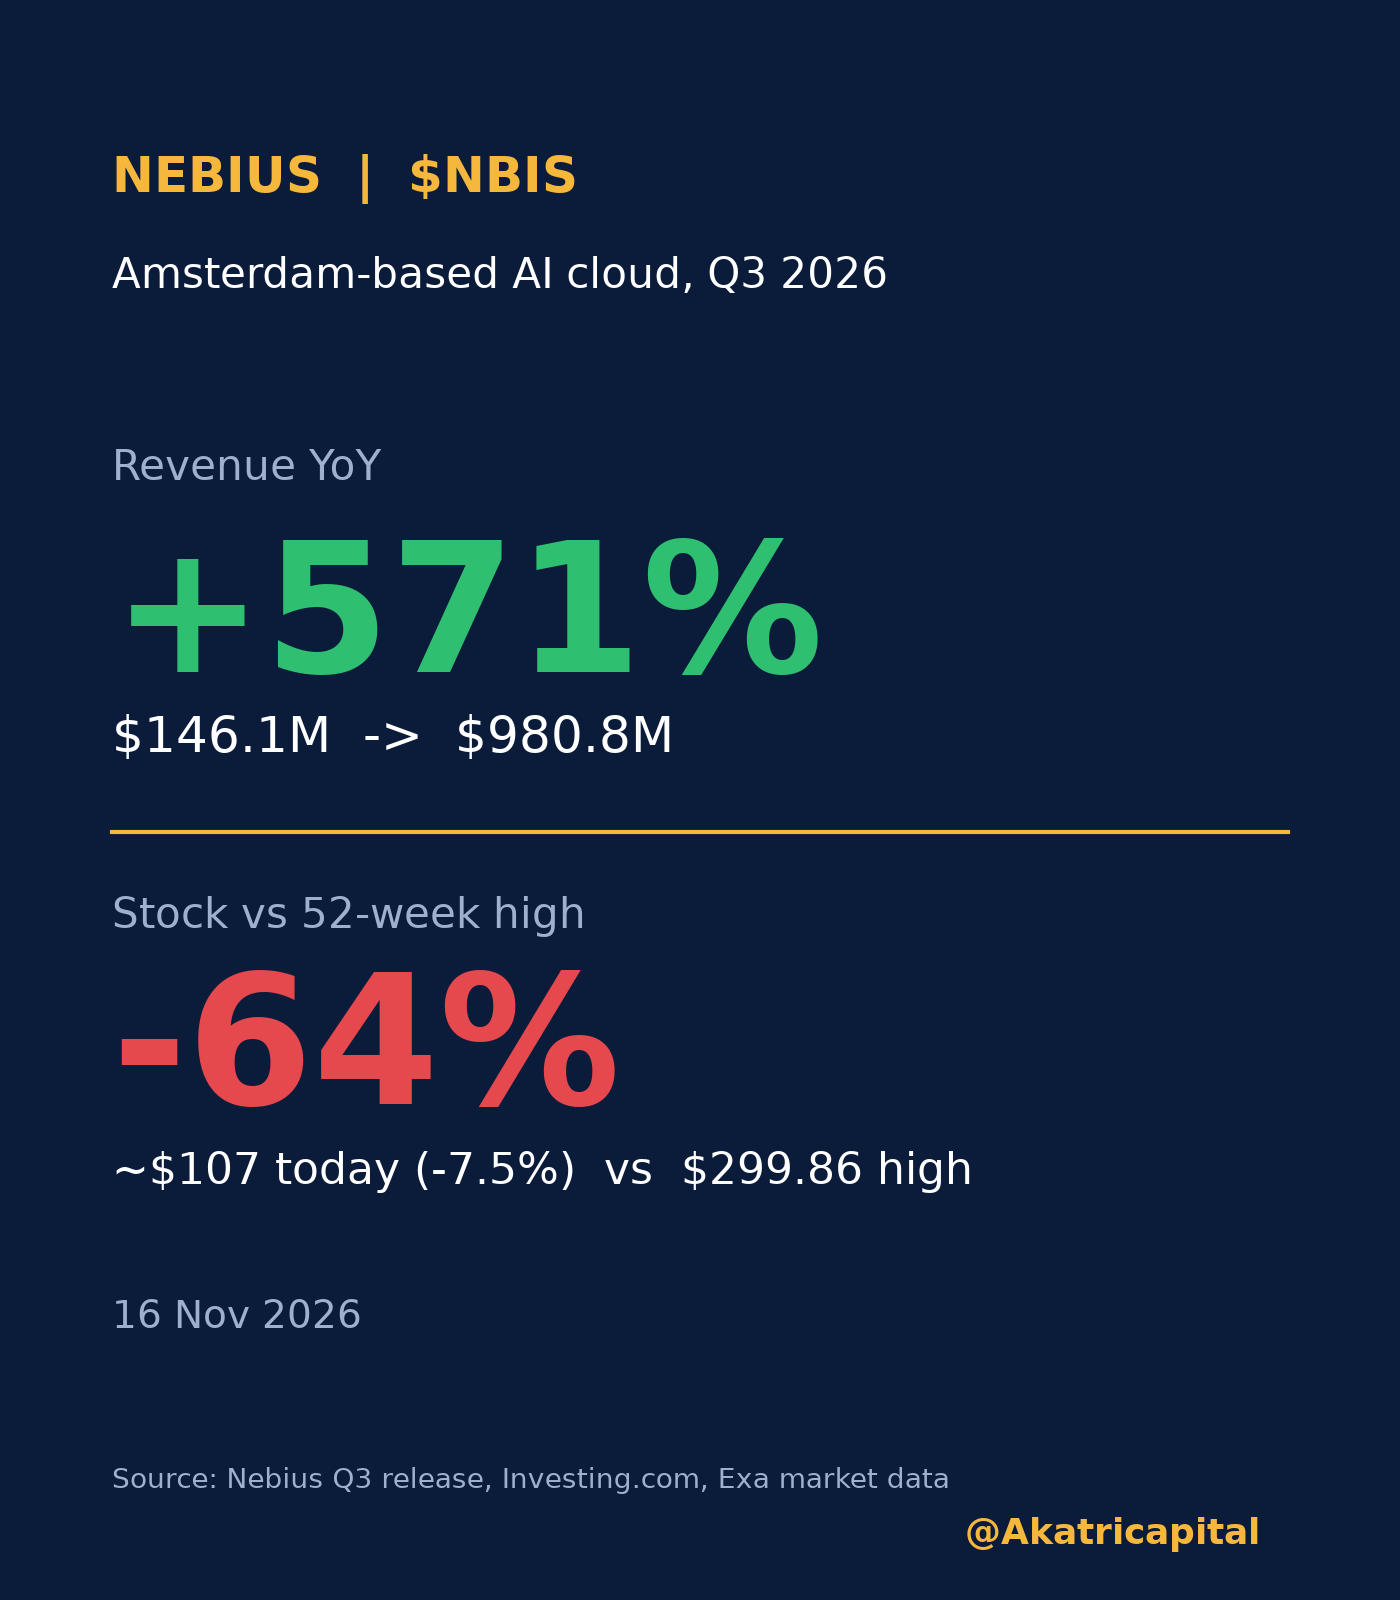 NEBIUS | $NBIS
Amsterdam-based AI cloud, Q3 2026
Revenue YoY
+571%
$146.1M -> $980.8M
Stock vs 52-week high
-64%
~$107 today (-7.5%) vs $299.86 high
16 Nov 2026
Source: Nebius Q3 release, Investing.com, Exa market data
@Akatricapital